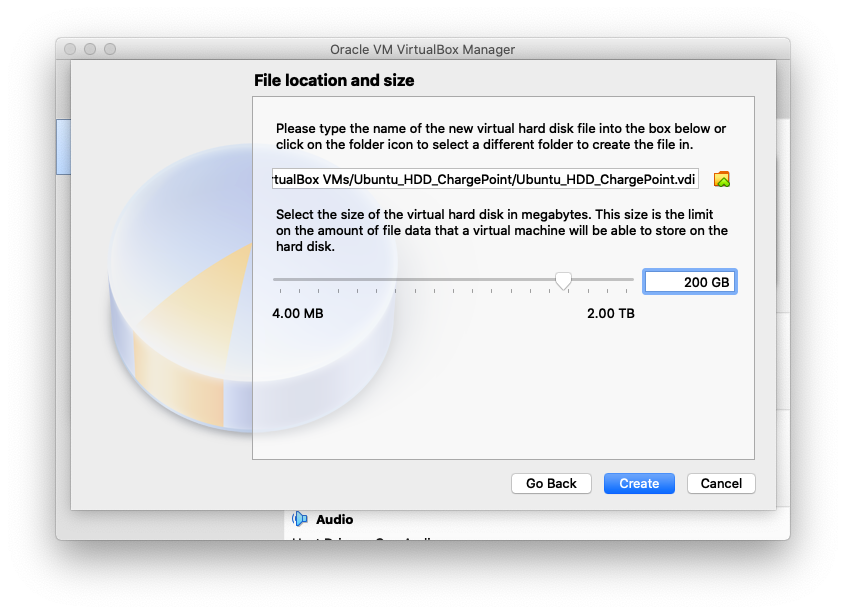 Oracle VM VirtualBox Manager
File location and size
Please type the name of the new virtual hard disk file into the box below or
click on the folder icon to select a different folder to create the file in.
rtualBox VMs/Ubuntu_HDD_ChargePoint/Ubuntu_HDD_ChargePoint.vdi
Select the size of the virtual hard disk in megabytes. This size is the limit
on the amount of file data that a virtual machine will be able to store on the
hard disk.
200 GB
4.00 MB 2.00 TB
Go Back Create Cancel
Audio